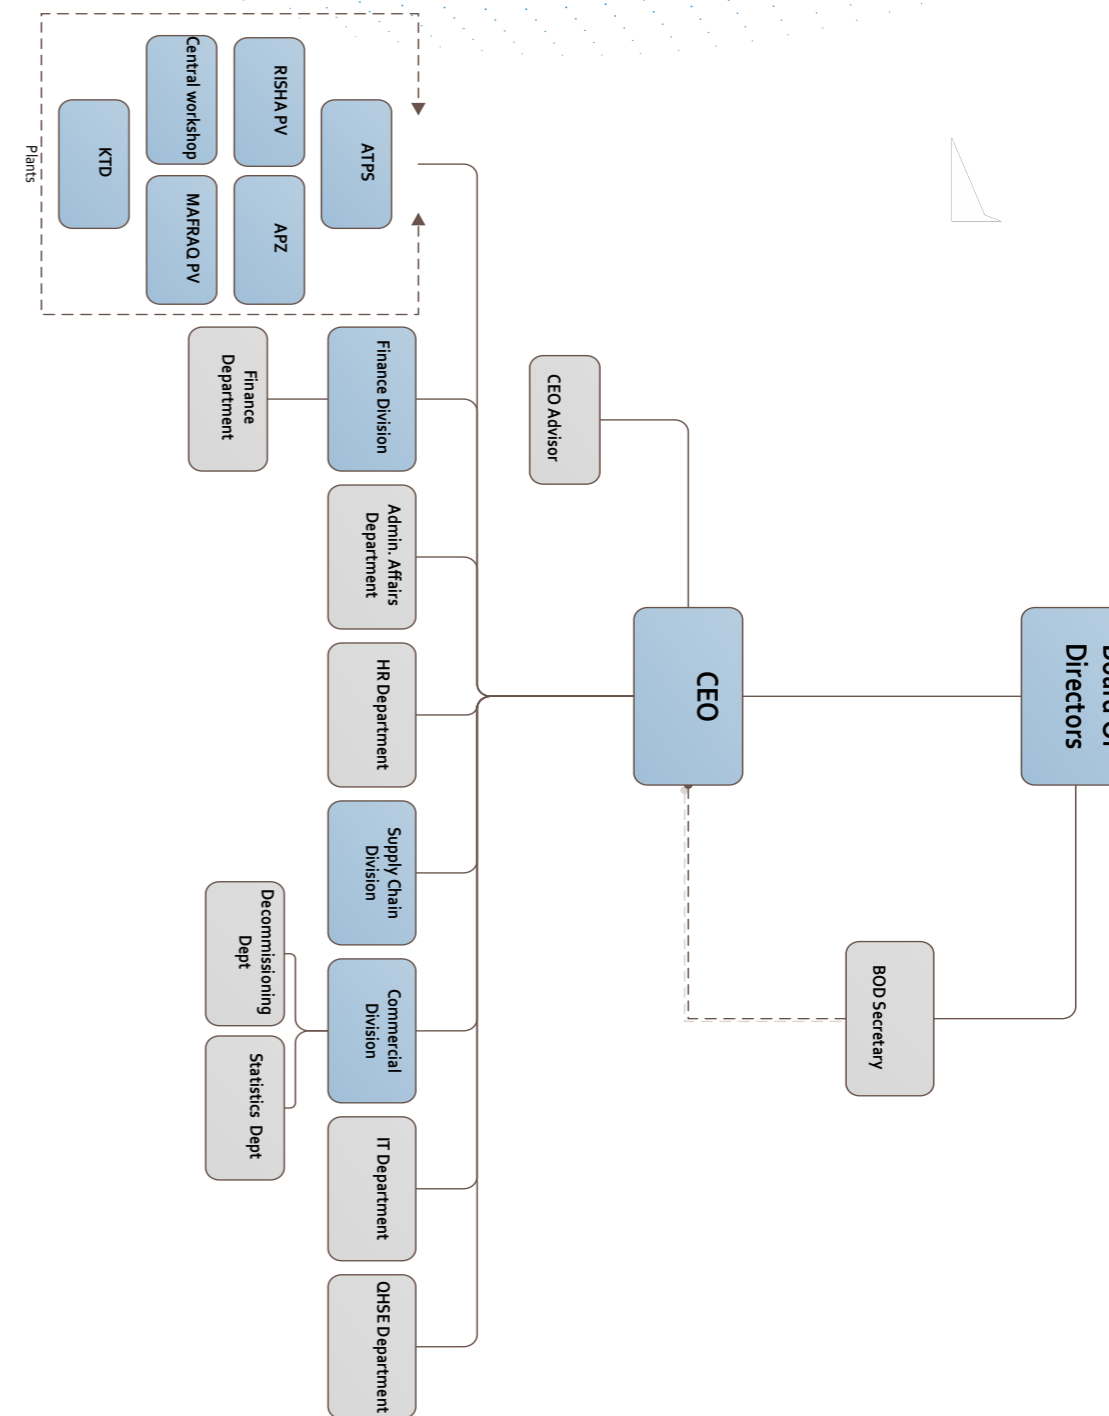 Directors
BOD Secretary
CEO
CEO Advisor
ATPS
RISHA PV
APZ
Central workshop
MAFRAQ PV
KTD
Plants
Finance Division
Finance
Department
Admin. Affairs
Department
HR Department
Supply Chain
Division
Commercial
Division
Decommissioning
Dept
Statistics Dept
IT Department
QHSE Department